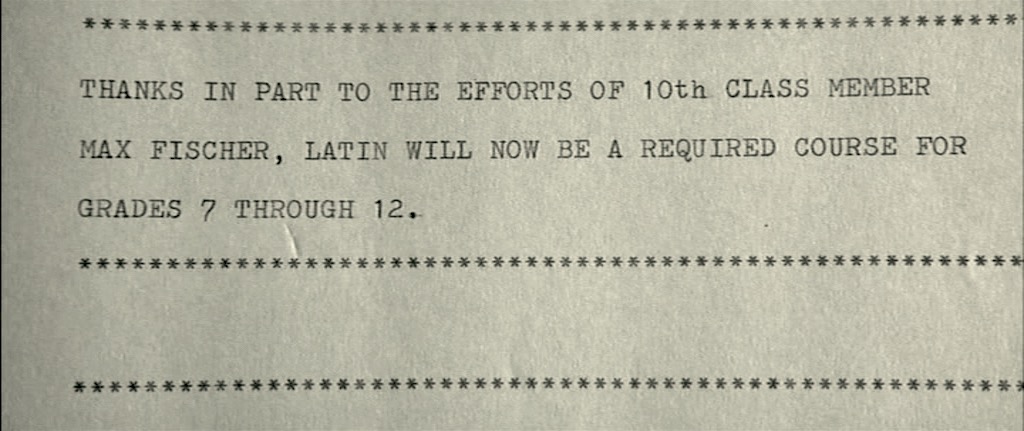 ************************************************************
THANKS IN PART TO THE EFFORTS OF 10th CLASS MEMBER
MAX FISCHER, LATIN WILL NOW BE A REQUIRED COURSE FOR
GRADES 7 THROUGH 12.
************************************************************
************************************************************